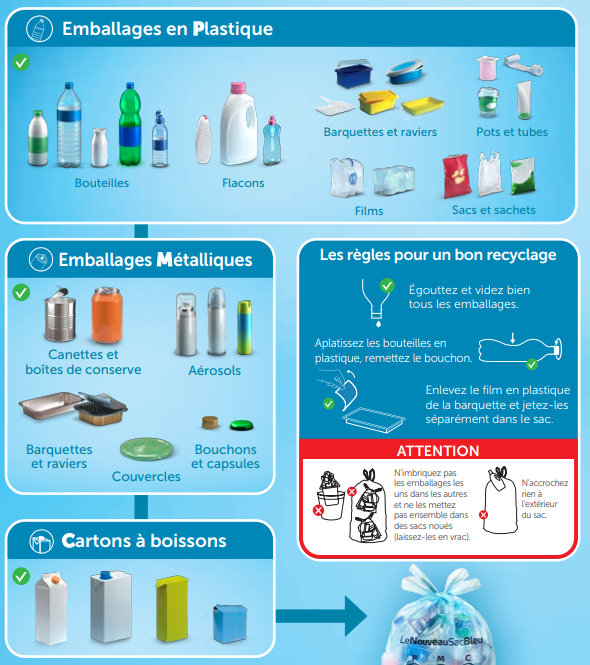 Emballages en Plastique
Bouteilles
Flacons
Barquettes et raviers
Pots et tubes
Films
Sacs et sachets
Emballages Métalliques
Canettes et
boîtes de conserve
Aérosols
Barquettes
et raviers
Couvercles
Bouchons
et capsules
Cartons à boissons
Les règles pour un bon recyclage
Égouttez et videz bien
tous les emballages.
Aplatissez les bouteilles en
plastique, remettez le bouchon.
Enlevez le film en plastique
de la barquette et jetez-les
séparément dans le sac.
ATTENTION
N'imbriquez pas
les emballages les
uns dans les autres
et ne les mettez
pas ensemble dans
des sacs noués
(laissez-les en vrac).
N'accrochez
rien à
l'extérieur
du sac.
LeNouveauSacBleu
P M C